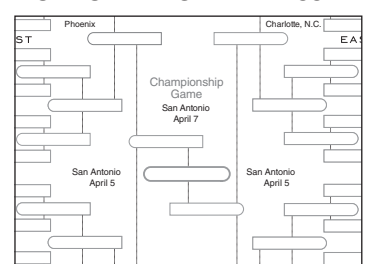 Phoenix
Charlotte, N.C.
ST
EAS
Championship
Game
San Antonio
April 7
San Antonio
April 5
San Antonio
April 5